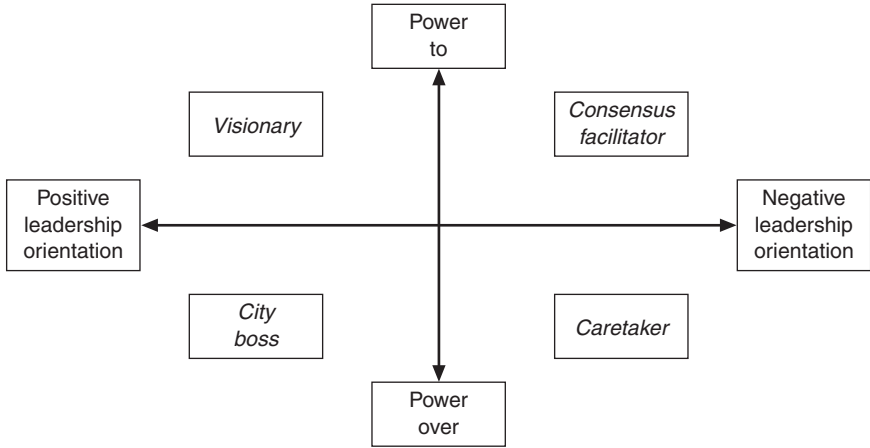 Power
to
Visionary
Consensus
facilitator
Positive
leadership
orientation
Negative
leadership
orientation
City
boss
Caretaker
Power
over